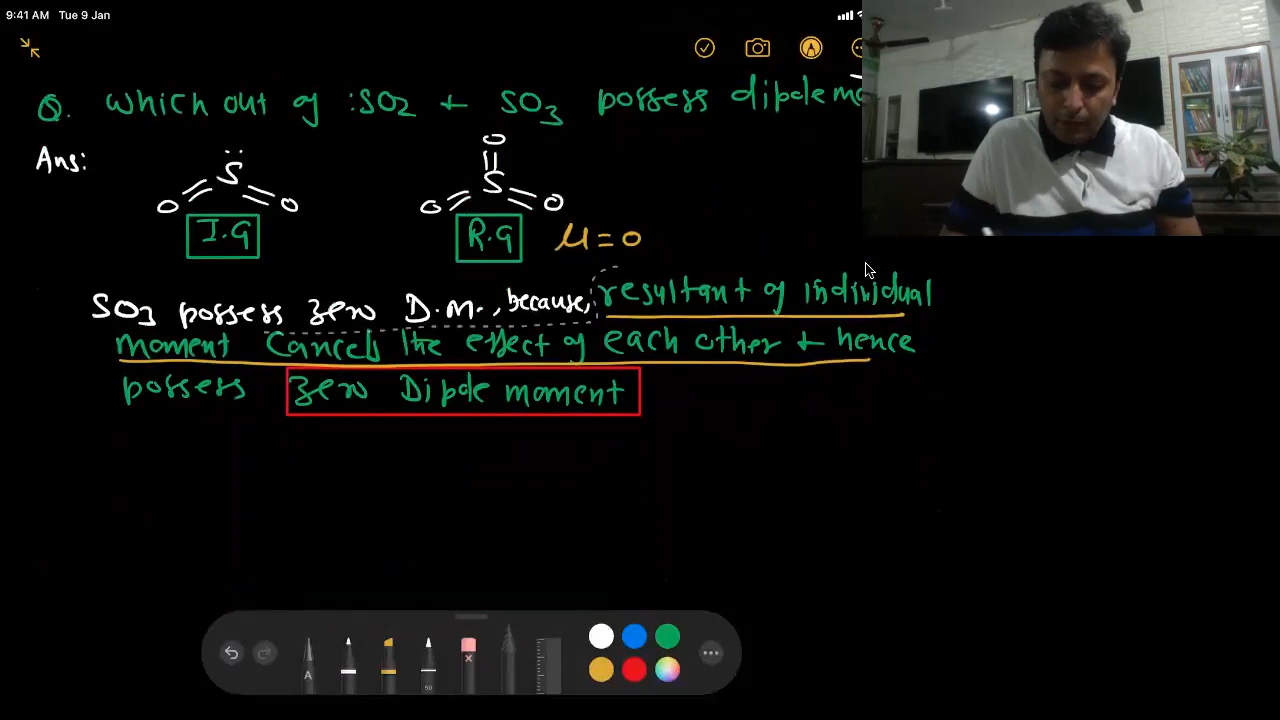 9:41 AM Tue 9 Jan
Q. which out of :SO2 + SO3 possess dipole mo
Ans:
O
S S
O O O O
I.G R.G μ=0
SO3 possess zero D.M., because, resultant of individual
moment Cancels the effect of each other + hence
possess zero Dipole moment
A
50